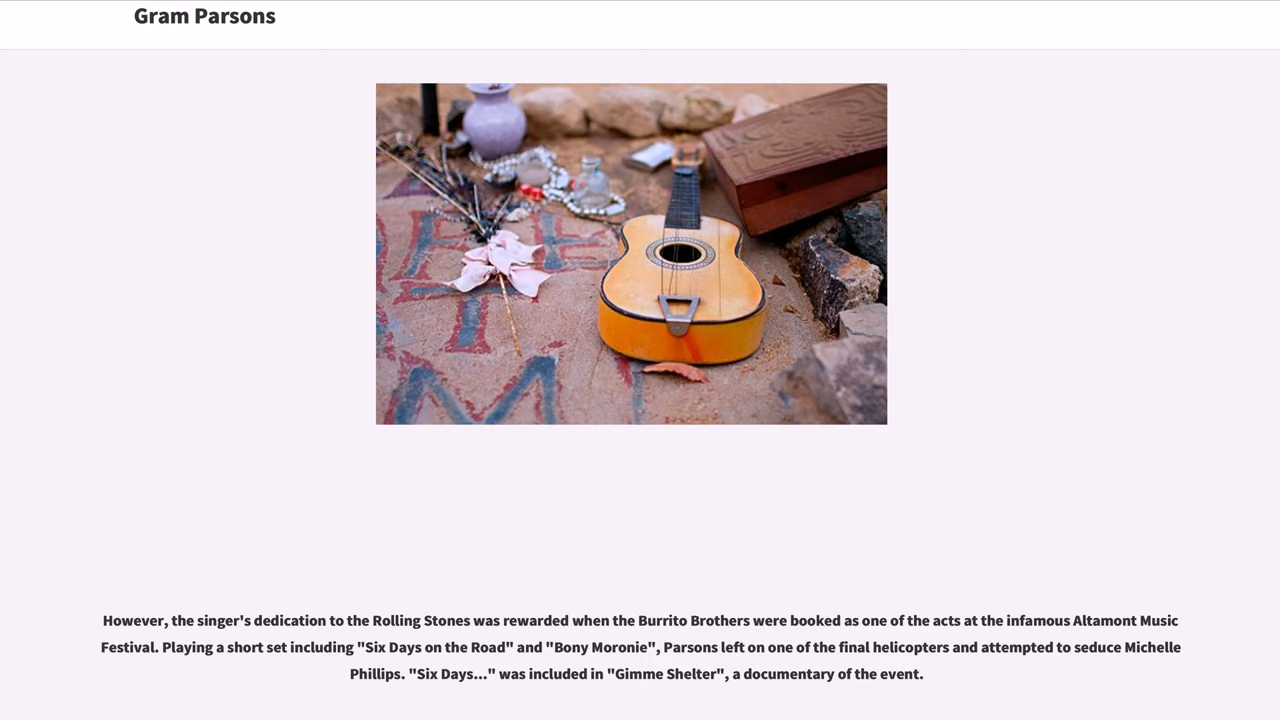 Gram Parsons
M
However, the singer's dedication to the Rolling Stones was rewarded when the Burrito Brothers were booked as one of the acts at the infamous Altamont Music
Festival. Playing a short set including "Six Days on the Road" and "Bony Moronie", Parsons left on one of the final helicopters and attempted to seduce Michelle
Phillips. "Six Days..." was included in "Gimme Shelter", a documentary of the event.